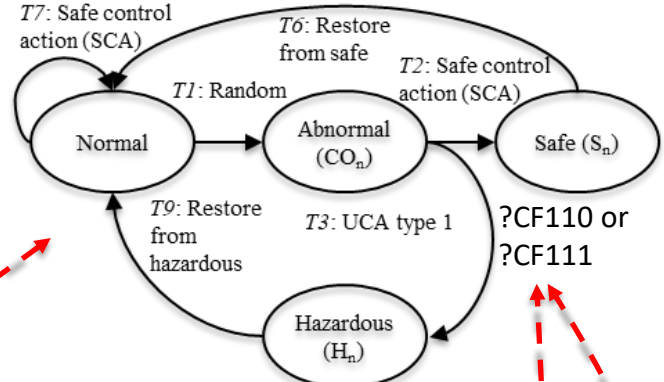 T7: Safe control
action (SCA)
T6: Restore
from safe
T2: Safe control
action (SCA)
T1: Random
Normal
Abnormal
(COn)
Safe (Sn)
T9: Restore
from
hazardous
T3: UCA type 1
?CF110 or
?CF111
Hazardous
(Hn)